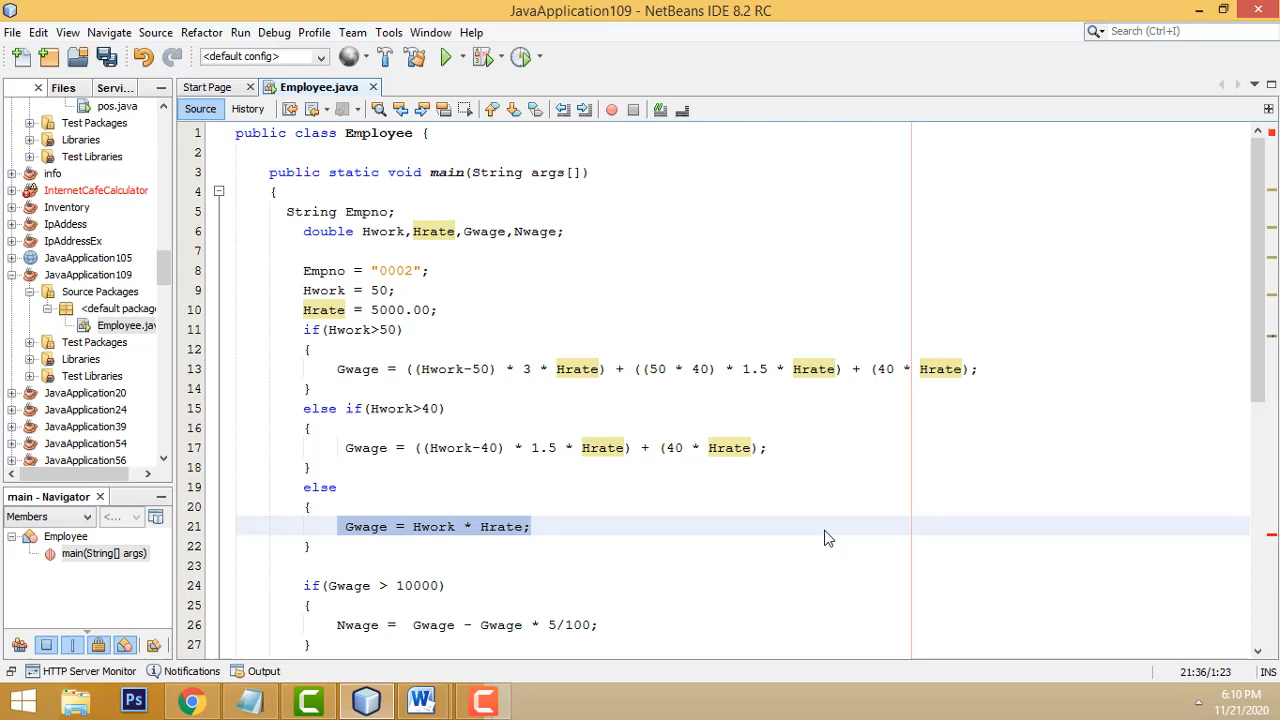 JavaApplication109 - NetBeans IDE 8.2 RC
File Edit View Navigate Source Refactor Run Debug Profile Team Tools Window Help
Search (Ctrl+I)
<default config>
Files Servi...
Start Page
Employee.java
Source History
pos.java
Test Packages
Libraries
Test Libraries
info
InternetCafeCalculator
Inventory
IpAddess
IpAddressEx
JavaApplication105
JavaApplication109
Source Packages
<default package
Employee.jav
Test Packages
Libraries
Test Libraries
JavaApplication20
JavaApplication24
JavaApplication39
JavaApplication54
JavaApplication56
main - Navigator
Members
<...
Employee
main(String[] args)
1 public class Employee {
2
3 public static void main(String args[])
4 {
5 String Empno;
6 double Hwork,Hrate,Gwage,Nwage;
7
8 Empno = "0002";
9 Hwork = 50;
10 Hrate = 5000.00;
11 if(Hwork>50)
12 {
13 Gwage = ((Hwork-50) * 3 * Hrate) + ((50 * 40) * 1.5 * Hrate) + (40 * Hrate);
14 }
15 else if(Hwork>40)
16 {
17 Gwage = ((Hwork-40) * 1.5 * Hrate) + (40 * Hrate);
18 }
19 else
20 {
21 Gwage = Hwork * Hrate;
22 }
23
24 if(Gwage > 10000)
25 {
26 Nwage = Gwage - Gwage * 5/100;
27 }
HTTP Server Monitor Notifications Output
21:36/1:23 INS
Ps
6:10 PM
11/21/2020